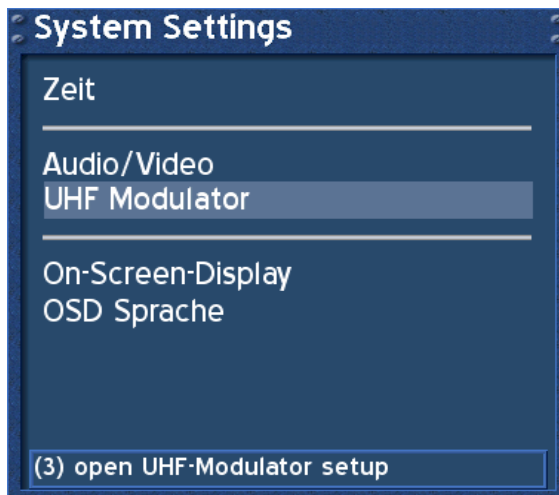 System Settings
Zeit
Audio/Video
UHF Modulator
On-Screen-Display
OSD Sprache
(3) open UHF-Modulator setup